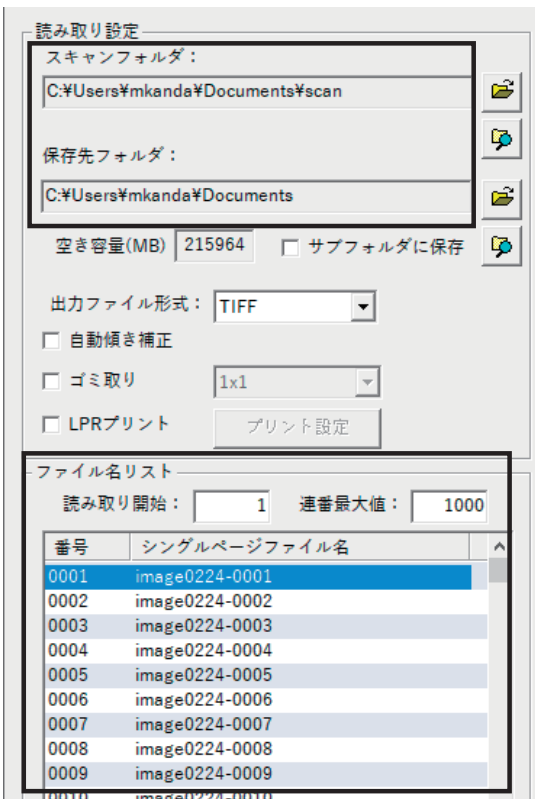 読み取り設定
スキャンフォルダ：
C:¥Users¥mkanda¥Documents¥scan
保存先フォルダ：
C:¥Users¥mkanda¥Documents
空き容量(MB) 215964 サブフォルダに保存
出力ファイル形式： TIFF
自動傾き補正
ゴミ取り 1x1
LPRプリント プリント設定
ファイル名リスト
読み取り開始： 1 連番最大値： 1000
番号 シングルページファイル名
0001 image0224-0001
0002 image0224-0002
0003 image0224-0003
0004 image0224-0004
0005 image0224-0005
0006 image0224-0006
0007 image0224-0007
0008 image0224-0008
0009 image0224-0009
0010 image0224-0010